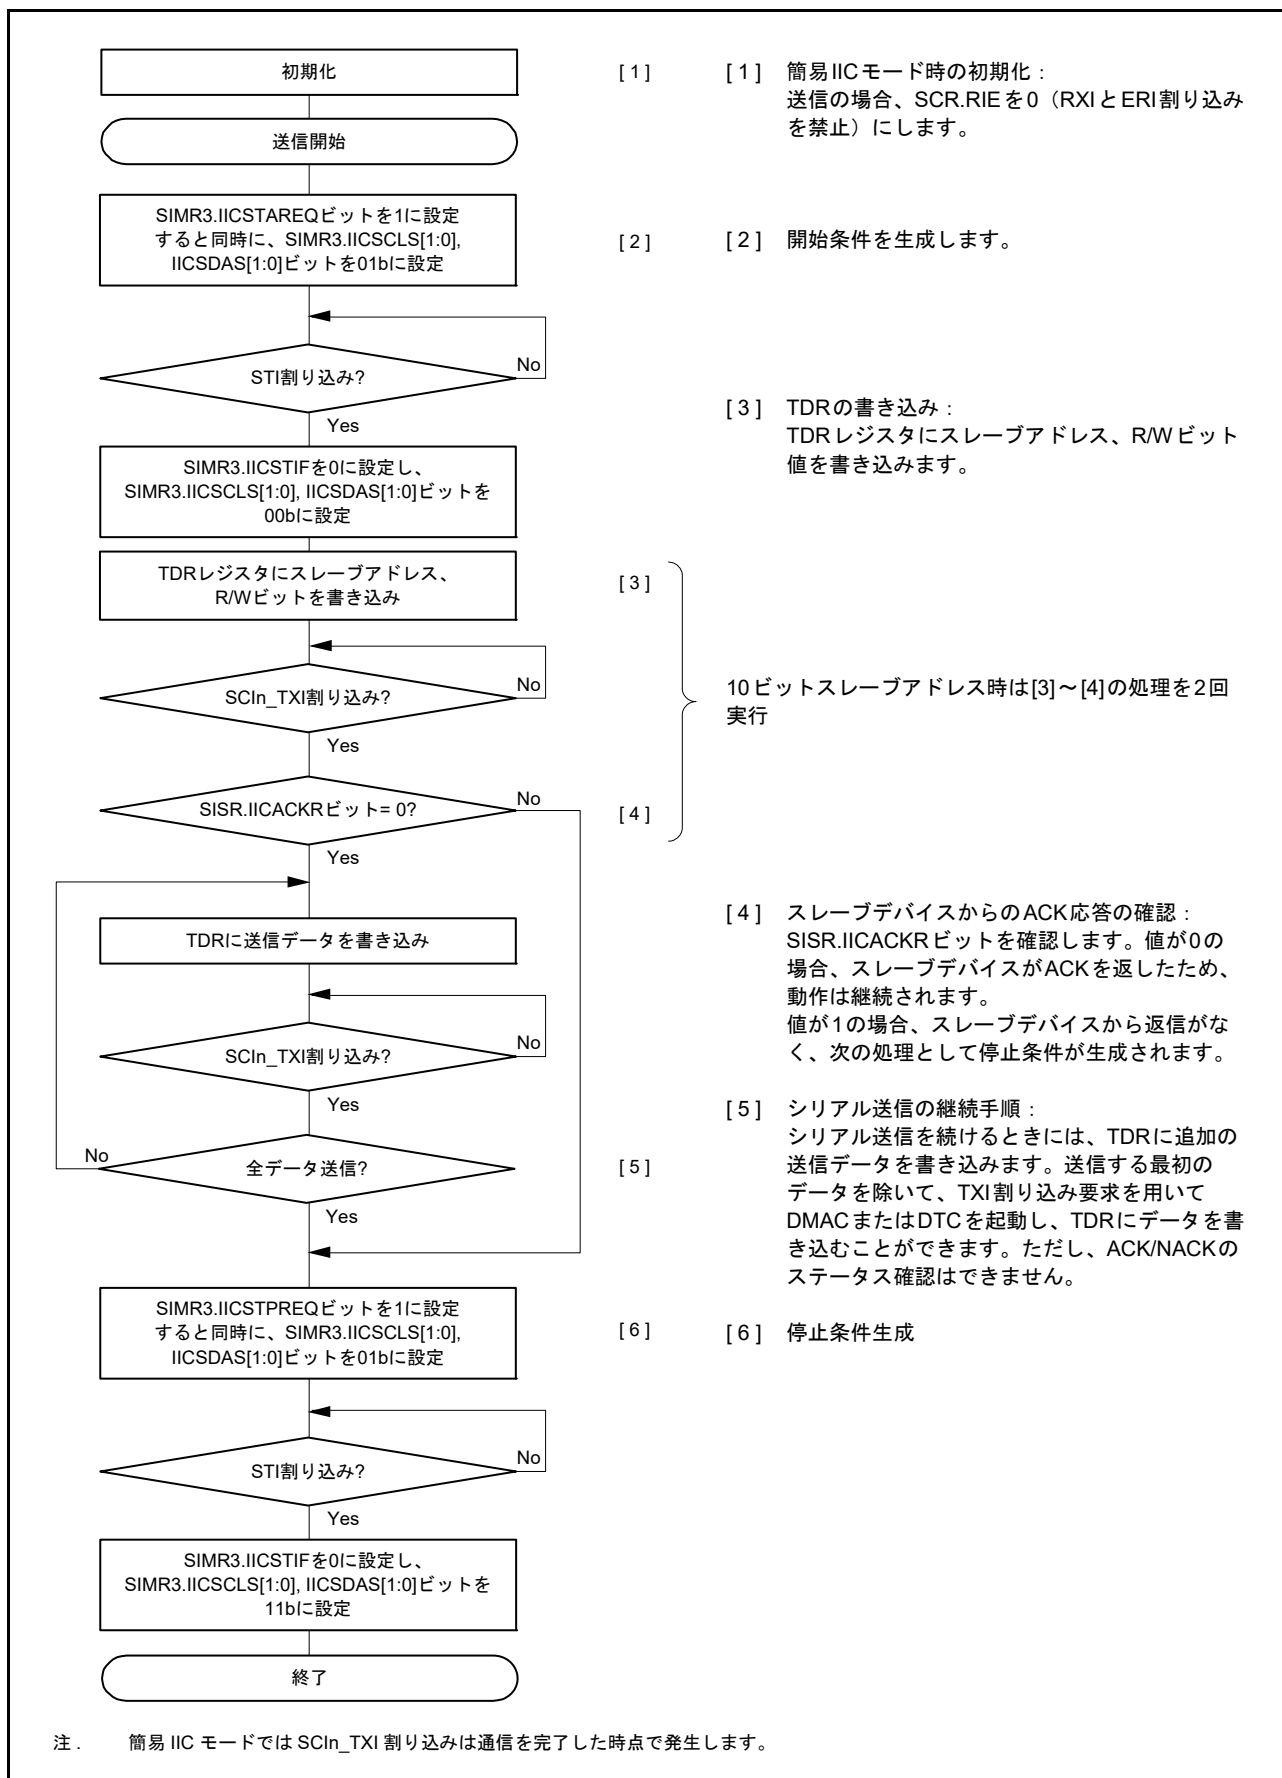 初期化
[ 1 ]
[ 1 ] 簡易IICモード時の初期化：
送信の場合、SCR.RIEを0（RXIとERI割り込み
を禁止）にします。
送信開始
SIMR3.IICSTAREQビットを1に設定
すると同時に、SIMR3.IICSCLS[1:0],
IICSDAS[1:0]ビットを01bに設定
[ 2 ]
[ 2 ] 開始条件を生成します。
STI割り込み?
No
Yes
[ 3 ] TDRの書き込み：
TDRレジスタにスレーブアドレス、R/Wビット
値を書き込みます。
SIMR3.IICSTIFを0に設定し、
SIMR3.IICSCLS[1:0], IICSDAS[1:0]ビットを
00bに設定
TDRレジスタにスレーブアドレス、
R/Wビットを書き込み
[ 3 ]
SCIn_TXI割り込み?
No
Yes
10ビットスレーブアドレス時は[3]～[4]の処理を2回
実行
SISR.IICACKRビット= 0?
No
Yes
[ 4 ]
TDRに送信データを書き込み
[ 4 ] スレーブデバイスからのACK応答の確認：
SISR.IICACKRビットを確認します。値が0の
場合、スレーブデバイスがACKを返したため、
動作は継続されます。
値が1の場合、スレーブデバイスから返信がな
く、次の処理として停止条件が生成されます。
SCIn_TXI割り込み?
No
Yes
全データ送信?
No
Yes
[ 5 ]
[ 5 ] シリアル送信の継続手順：
シリアル送信を続けるときには、TDRに追加の
送信データを書き込みます。送信する最初の
データを除いて、TXI割り込み要求を用いて
DMACまたはDTCを起動し、TDRにデータを書
き込むことができます。ただし、ACK/NACKの
ステータス確認はできません。
SIMR3.IICSTPREQビットを1に設定
すると同時に、SIMR3.IICSCLS[1:0],
IICSDAS[1:0]ビットを01bに設定
[ 6 ]
[ 6 ] 停止条件生成
STI割り込み?
No
Yes
SIMR3.IICSTIFを0に設定し、
SIMR3.IICSCLS[1:0], IICSDAS[1:0]ビットを
11bに設定
終了
注． 簡易 IIC モードでは SCIn_TXI 割り込みは通信を完了した時点で発生します。